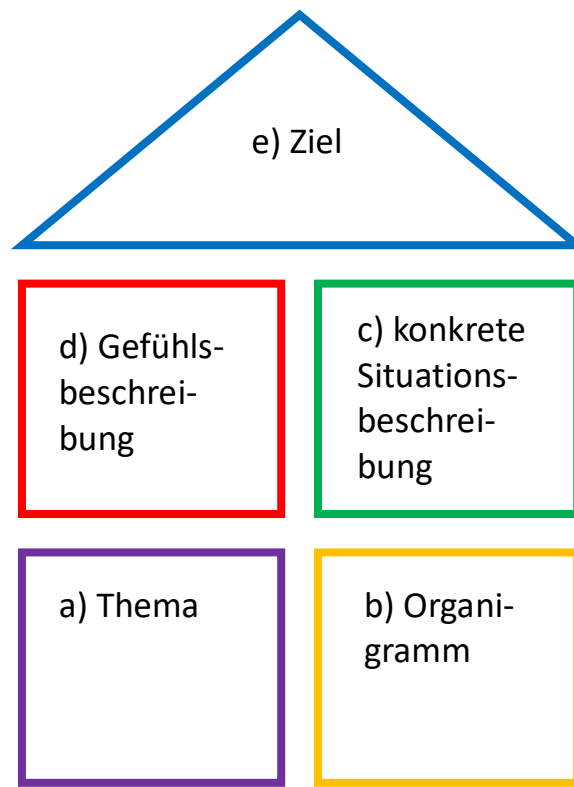 e) Ziel
d) Gefühls-
beschrei-
bung
c) konkrete
Situations-
beschrei-
bung
a) Thema
b) Organi-
gramm